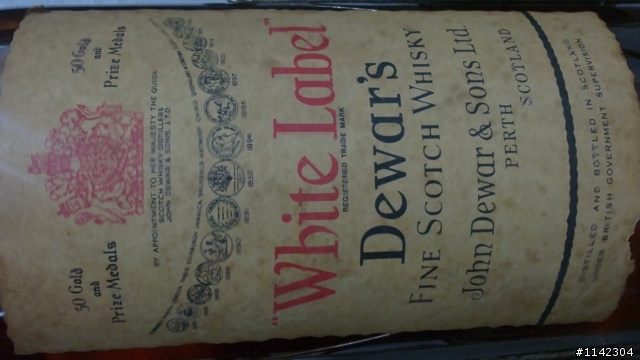 50 Gold
and
Prize Medals
50 Gold
and
Prize Medals
BY APPOINTMENT TO HER MAJESTY THE QUEEN
SCOTCH WHISKY DISTILLERS
JOHN DEWAR & SONS LTD.
"White Label"
REGISTERED TRADE MARK
Dewar's
FINE SCOTCH WHISKY
John Dewar & Sons Ltd.
PERTH
SCOTLAND
DISTILLED AND BOTTLED IN SCOTLAND
UNDER BRITISH GOVERNMENT SUPERVISION
#1142304